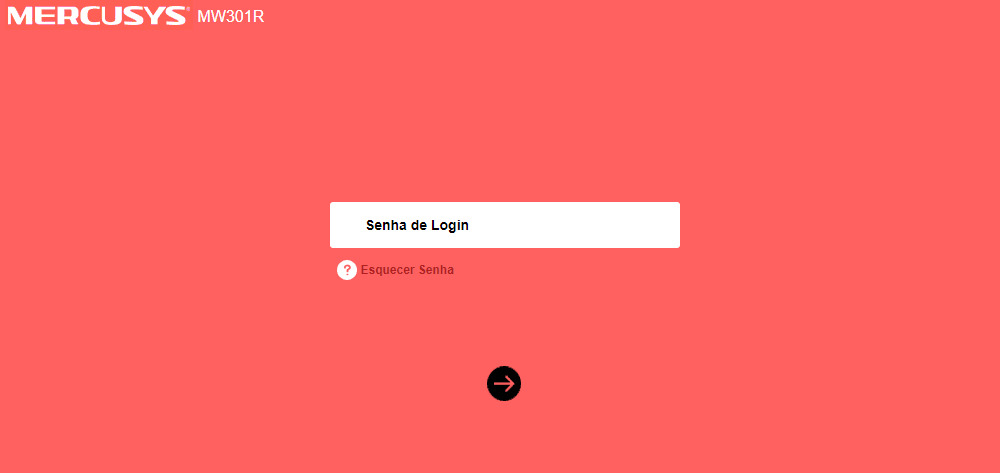 MERCUSYS® MW301R
Senha de Login
? Esquecer Senha